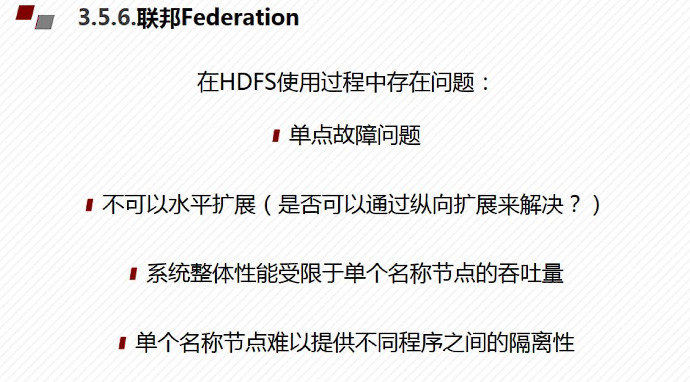 3.5.6.联邦Federation
在HDFS使用过程中存在问题：
单点故障问题
不可以水平扩展（是否可以通过纵向扩展来解决？）
系统整体性能受限于单个名称节点的吞吐量
单个名称节点难以提供不同程序之间的隔离性